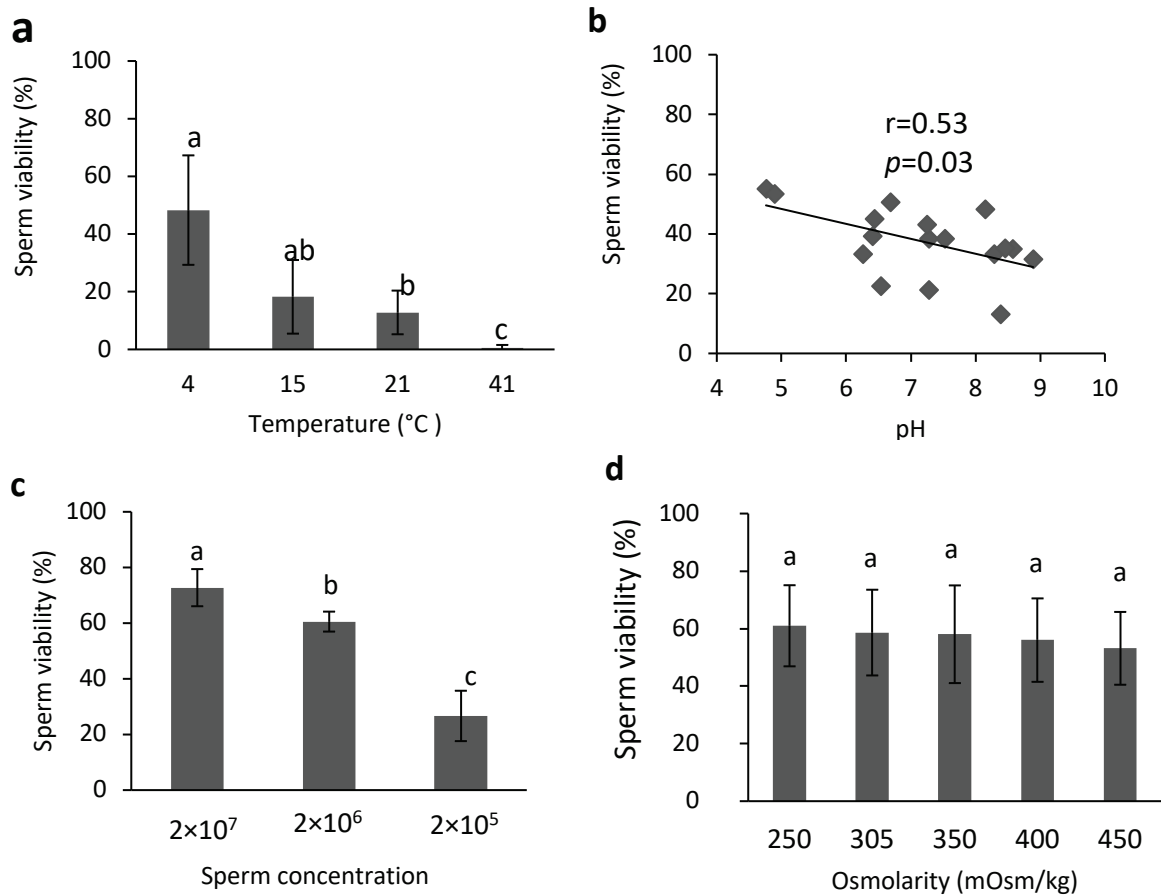 a
Sperm viability (%)
100
80
60
40
20
0
a
ab
b
c
4 15 21 41
Temperature (°C )
b
Sperm viability (%)
100
80
60
40
20
0
r=0.53
p=0.03
4 5 6 7 8 9 10
pH
c
Sperm viability (%)
100
80
60
40
20
0
a
b
c
2×10⁷ 2×10⁶ 2×10⁵
Sperm concentration
d
Sperm viability (%)
100
80
60
40
20
0
a a a a a
250 305 350 400 450
Osmolarity (mOsm/kg)